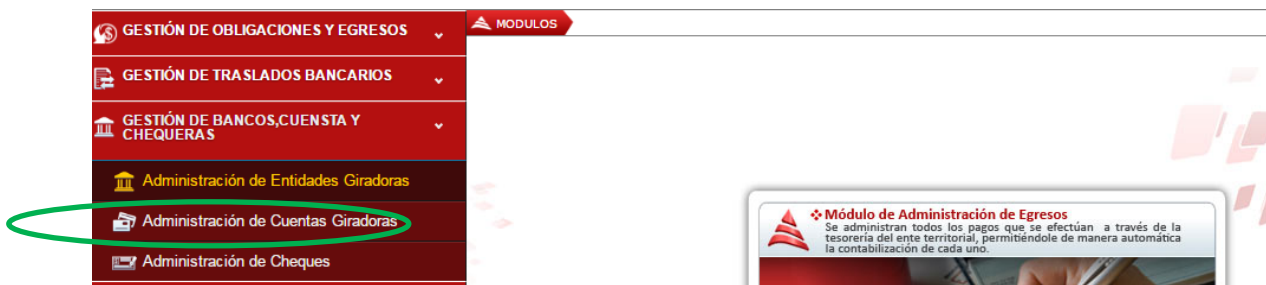 GESTIÓN DE OBLIGACIONES Y EGRESOS
GESTIÓN DE TRASLADOS BANCARIOS
GESTIÓN DE BANCOS,CUENSTA Y
CHEQUERAS
Administración de Entidades Giradoras
Administración de Cuentas Giradoras
Administración de Cheques
MODULOS
Módulo de Administración de Egresos
Se administran todos los pagos que se efectúan a través de la
tesorería del ente territorial, permitiéndole de manera automática
la contabilización de cada uno.